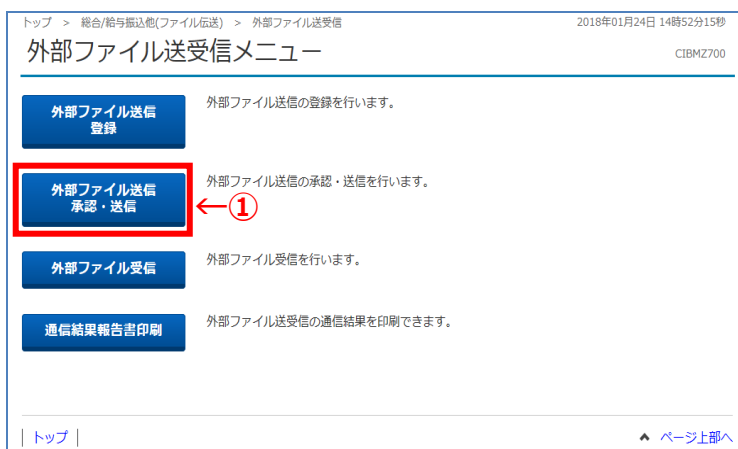 トップ > 総合/給与振込他(ファイル伝送) > 外部ファイル送受信
2018年01月24日 14時52分15秒
外部ファイル送受信メニュー
CIBMZ700
外部ファイル送信
登録
外部ファイル送信の登録を行います。
外部ファイル送信
承認・送信
←①
外部ファイル送信の承認・送信を行います。
外部ファイル受信
外部ファイル受信を行います。
通信結果報告書印刷
外部ファイル送受信の通信結果を印刷できます。
| トップ |
ページ上部へ